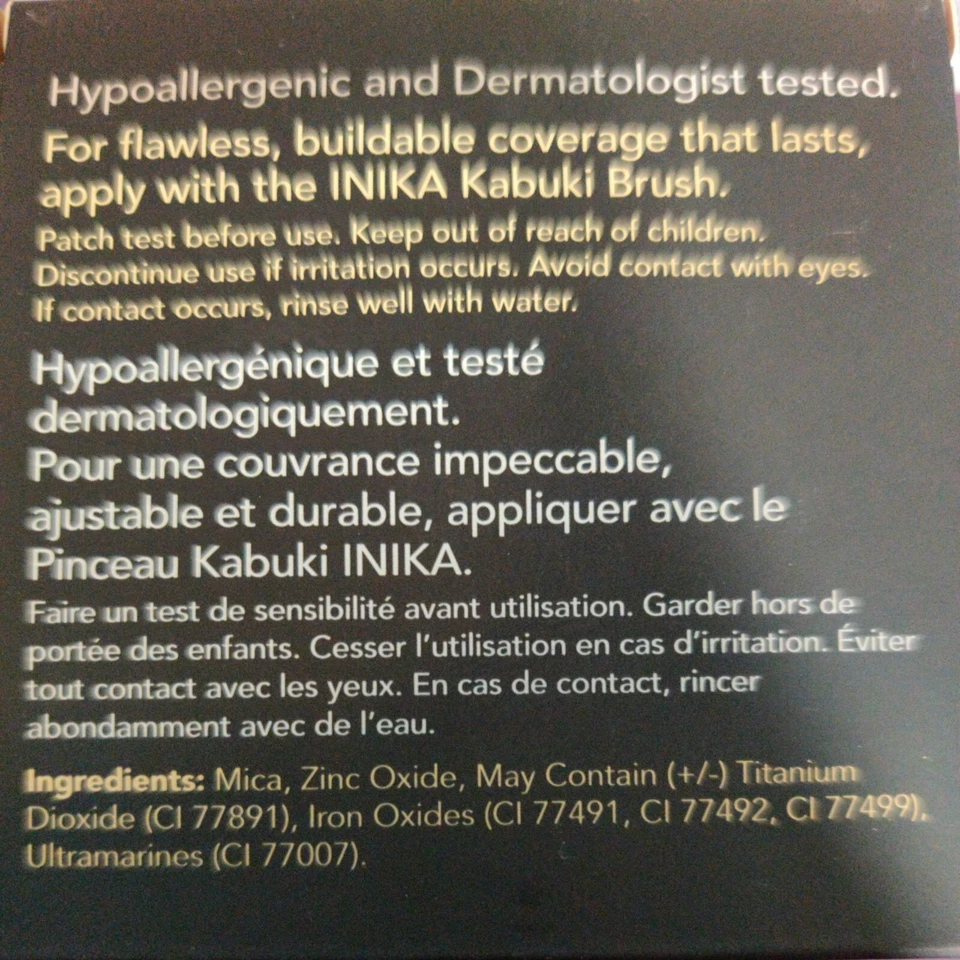 Hypoallergenic and Dermatologist tested.
For flawless, buildable coverage that lasts,
apply with the INIKA Kabuki Brush.
Patch test before use. Keep out of reach of children.
Discontinue use if irritation occurs. Avoid contact with eyes.
If contact occurs, rinse well with water.
Hypoallergénique et testé
dermatologiquement.
Pour une couvrance impeccable,
ajustable et durable, appliquer avec le
Pinceau Kabuki INIKA.
Faire un test de sensibilité avant utilisation. Garder hors de
portée des enfants. Cesser l'utilisation en cas d'irritation. Éviter
tout contact avec les yeux. En cas de contact, rincer
abondamment avec de l'eau.
Ingredients: Mica, Zinc Oxide, May Contain (+/-) Titanium
Dioxide (CI 77891), Iron Oxides (CI 77491, CI 77492, CI 77499),
Ultramarines (CI 77007).